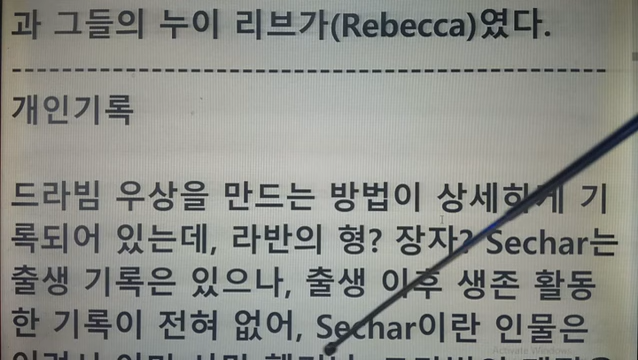 과 그들의 누이 리브가(Rebecca)였다.
개인기록
드라빔 우상을 만드는 방법이 상세하게 기
록되어 있는데, 라반의 형? 장자? Sechar는
출생 기록은 있으나, 출생 이후 생존 활동
한 기록이 전혀 없어, Sechar이란 인물은
Activate Windows